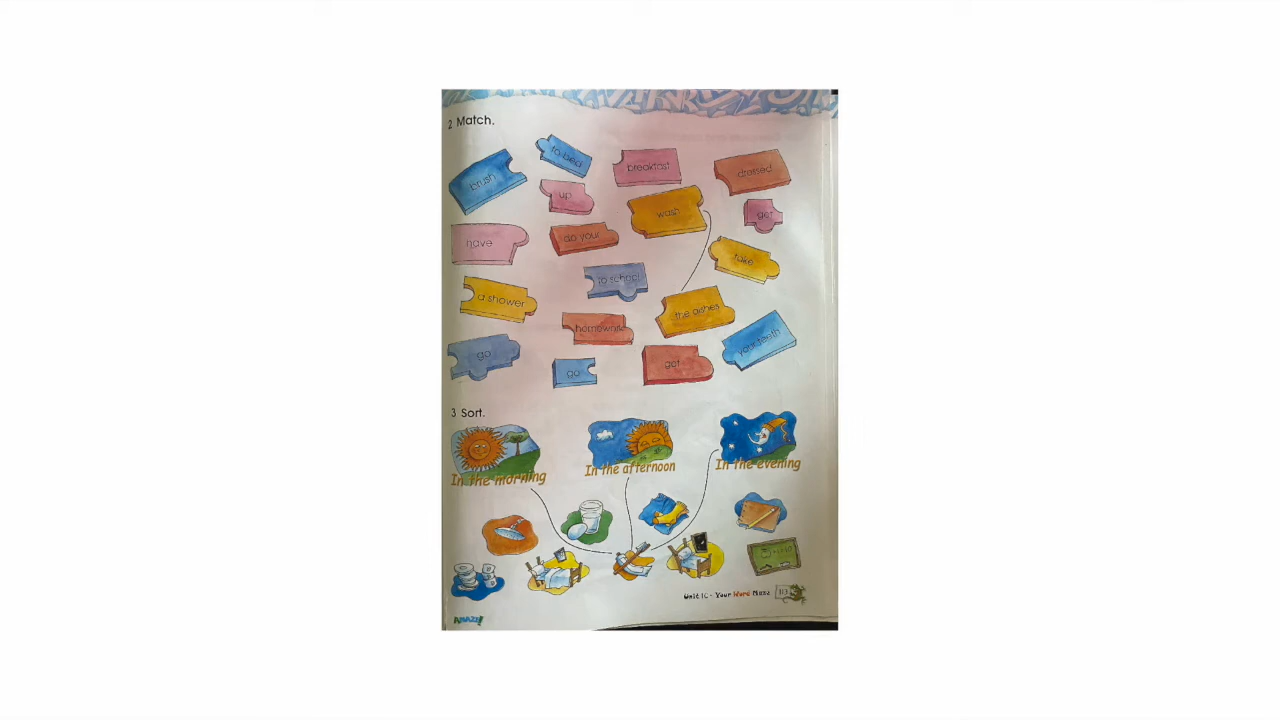 2 Match.
brush
to bed
breakfast
dressed
up
wash
get
have
do your
take
to school
a shower
the dishes
homework
your teeth
go
go
get
3 Sort.
In the morning
In the afternoon
In the evening
Unit 1C - Your Word Maze
113
AMAZE!